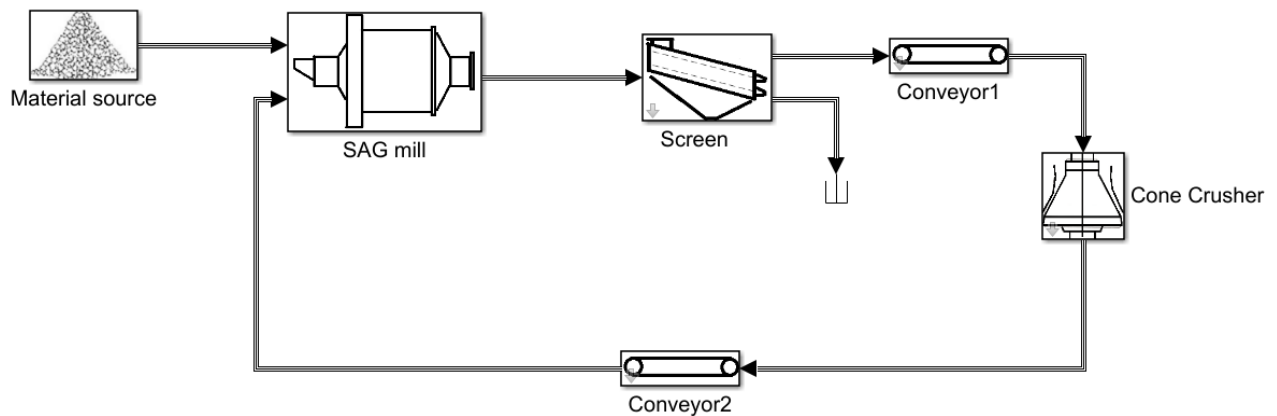 Material source
SAG mill
Screen
Conveyor1
Cone Crusher
Conveyor2